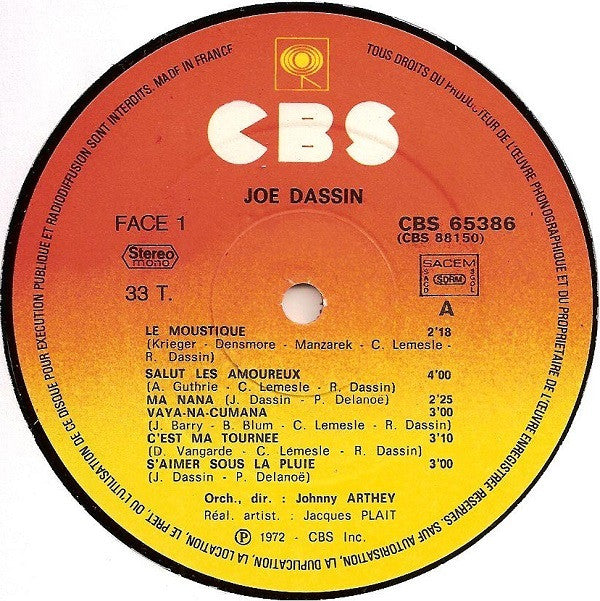 CBS
JOE DASSIN
FACE 1
CBS 65386
(CBS 88150)
Stereo
mono
SACEM
SACD
SDRM
SGDL
33 T.
A
LE MOUSTIQUE 2'18
(Krieger - Densmore - Manzarek - C. Lemesle -
R. Dassin)
SALUT LES AMOUREUX 4'00
(A. Guthrie - C. Lemesle - R. Dassin)
MA NANA (J. Dassin - P. Delanoë) 2'25
VAYA-NA-CUMANA 3'00
(J. Barry - B. Blum - C. Lemesle - R. Dassin)
C'EST MA TOURNEE 3'10
(D. Vangarde - C. Lemesle - R. Dassin)
S'AIMER SOUS LA PLUIE 3'00
(J. Dassin - P. Delanoë)
Orch., dir. : Johnny ARTHEY
Réal. artist. : Jacques PLAIT
℗ 1972 - CBS Inc.
TOUS DROITS DU PRODUCTEUR DE L'ŒUVRE PHONOGRAPHIQUE ET DU PROPRIETAIRE DE L'ŒUVRE ENREGISTREE RESERVES. SAUF AUTORISATION, LA DUPLICATION, LA LOCATION, LE PRET, OU L'UTILISATION DE CE DISQUE POUR EXECUTION PUBLIQUE ET RADIODIFFUSION SONT INTERDITS. MADE IN FRANCE